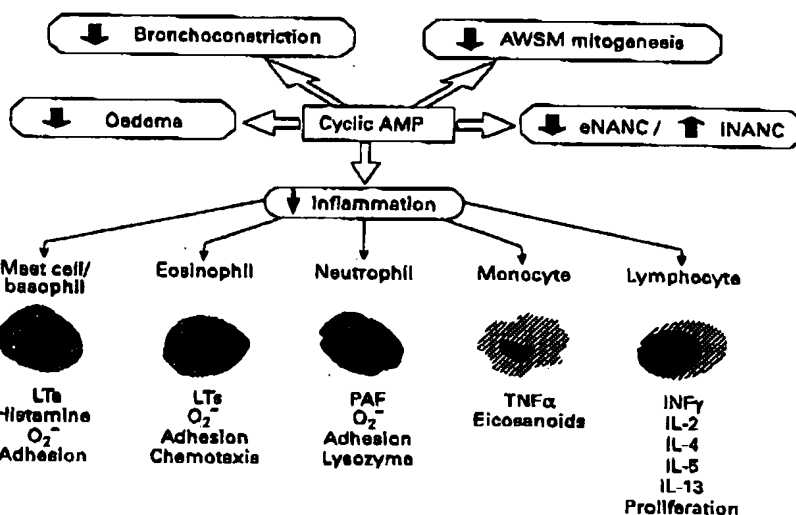 Bronchoconstriction
AWSM mitogenesis
Oedema
Cyclic AMP
eNANC / iNANC
Inflammation
Mast cell/
basophil
Eosinophil
Neutrophil
Monocyte
Lymphocyte
LTs
Histamine
O₂⁻
Adhesion
LTs
O₂⁻
Adhesion
Chemotaxis
PAF
O₂⁻
Adhesion
Lysozyme
TNFα
Eicosanoids
INFγ
IL-2
IL-4
IL-5
IL-13
Proliferation